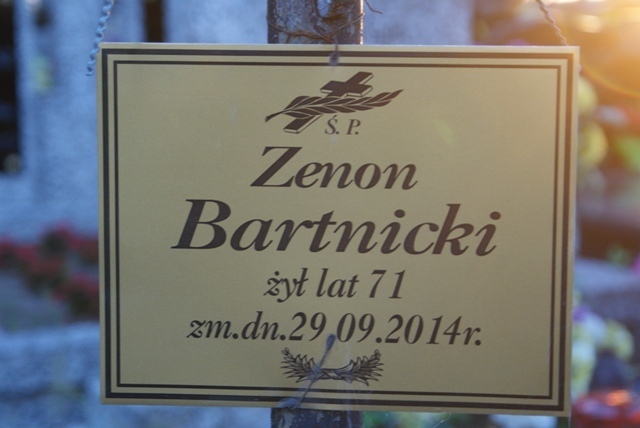 Ś. P.
Zenon
Bartnicki
żył lat 71
zm.dn.29.09.2014r.